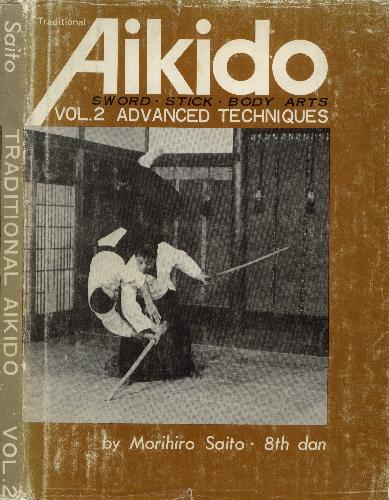 Traditional
Aikido
SWORD · STICK · BODY ARTS
VOL.2 ADVANCED TECHNIQUES
by Morihiro Saito · 8th dan
Saito TRADITIONAL AIKIDO VOL.2